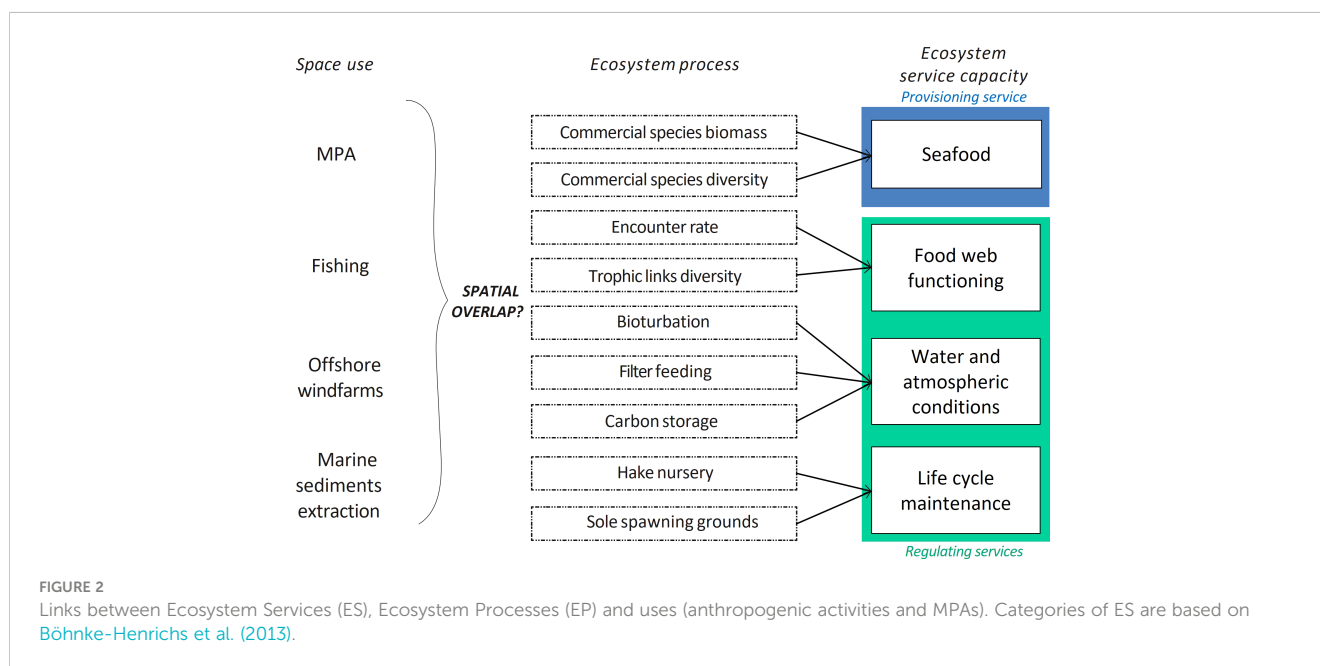 Space use
Ecosystem process
Ecosystem
service capacity
Provisioning service
MPA
Fishing
Offshore
windfarms
Marine
sediments
extraction
SPATIAL
OVERLAP?
Commercial species biomass
Commercial species diversity
Encounter rate
Trophic links diversity
Bioturbation
Filter feeding
Carbon storage
Hake nursery
Sole spawning grounds
Seafood
Food web
functioning
Water and
atmospheric
conditions
Life cycle
maintenance
Regulating services
FIGURE 2
Links between Ecosystem Services (ES), Ecosystem Processes (EP) and uses (anthropogenic activities and MPAs). Categories of ES are based on
Böhnke-Henrichs et al. (2013).